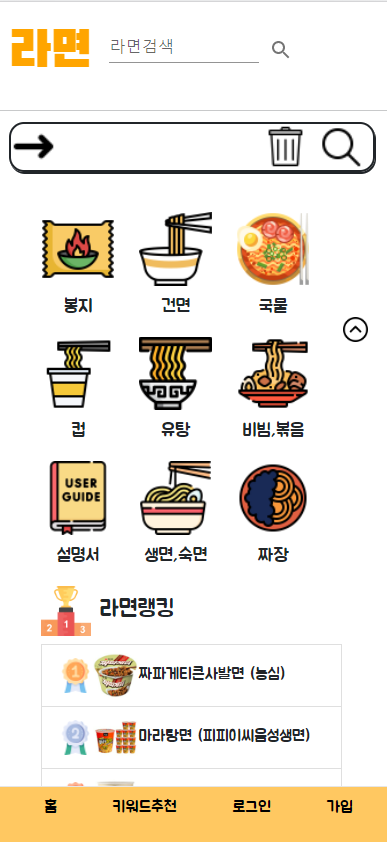 라면
라면검색
봉지
건면
국물
컵
유탕
비빔,볶음
USER
GUIDE
설명서
생면,숙면
짜장
라면랭킹
2
1
3
1
짜파게티큰사발면 (농심)
2
마라탕면 (피피이씨음성생면)
홈
키워드추천
로그인
가입